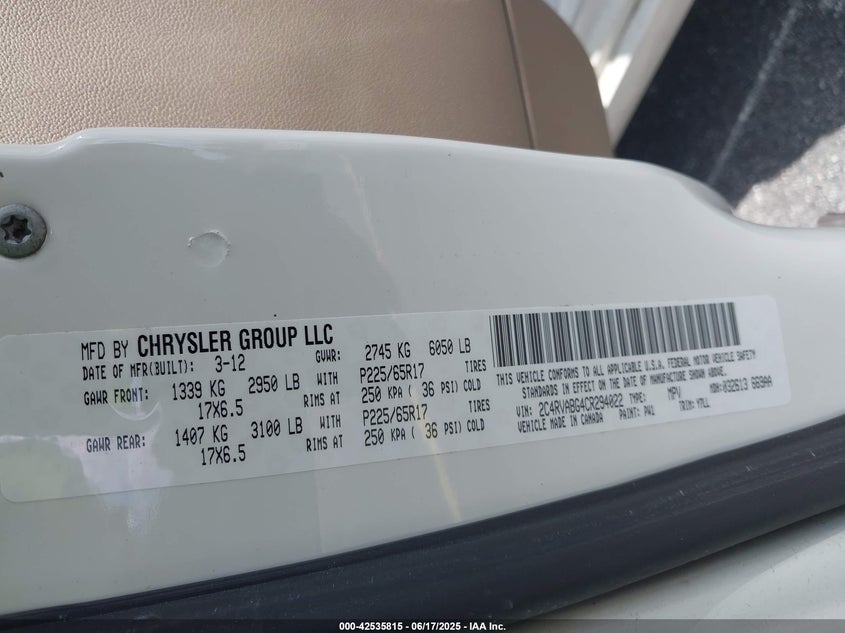 MFD BY CHRYSLER GROUP LLC
DATE OF MFR(BUILT): 3-12 GVWR: 2745 KG 6050 LB
GAWR FRONT: 1339 KG 2950 LB WITH P225/65R17 TIRES
17X6.5 RIMS AT 250 KPA ( 36 PSI) COLD
GAWR REAR: 1407 KG 3100 LB WITH P225/65R17 TIRES
17X6.5 RIMS AT 250 KPA ( 36 PSI) COLD
THIS VEHICLE CONFORMS TO ALL APPLICABLE U.S.A. FEDERAL MOTOR VEHICLE SAFETY
STANDARDS IN EFFECT ON THE DATE OF MANUFACTURE SHOWN ABOVE.
VIN: 2C4RVABG4CR294022 TYPE: MPV MDH: 032613 669AA
VEHICLE MADE IN CANADA PAINT: PW1 TRIM: YTLL
000-42535815 - 06/17/2025 - IAA Inc.